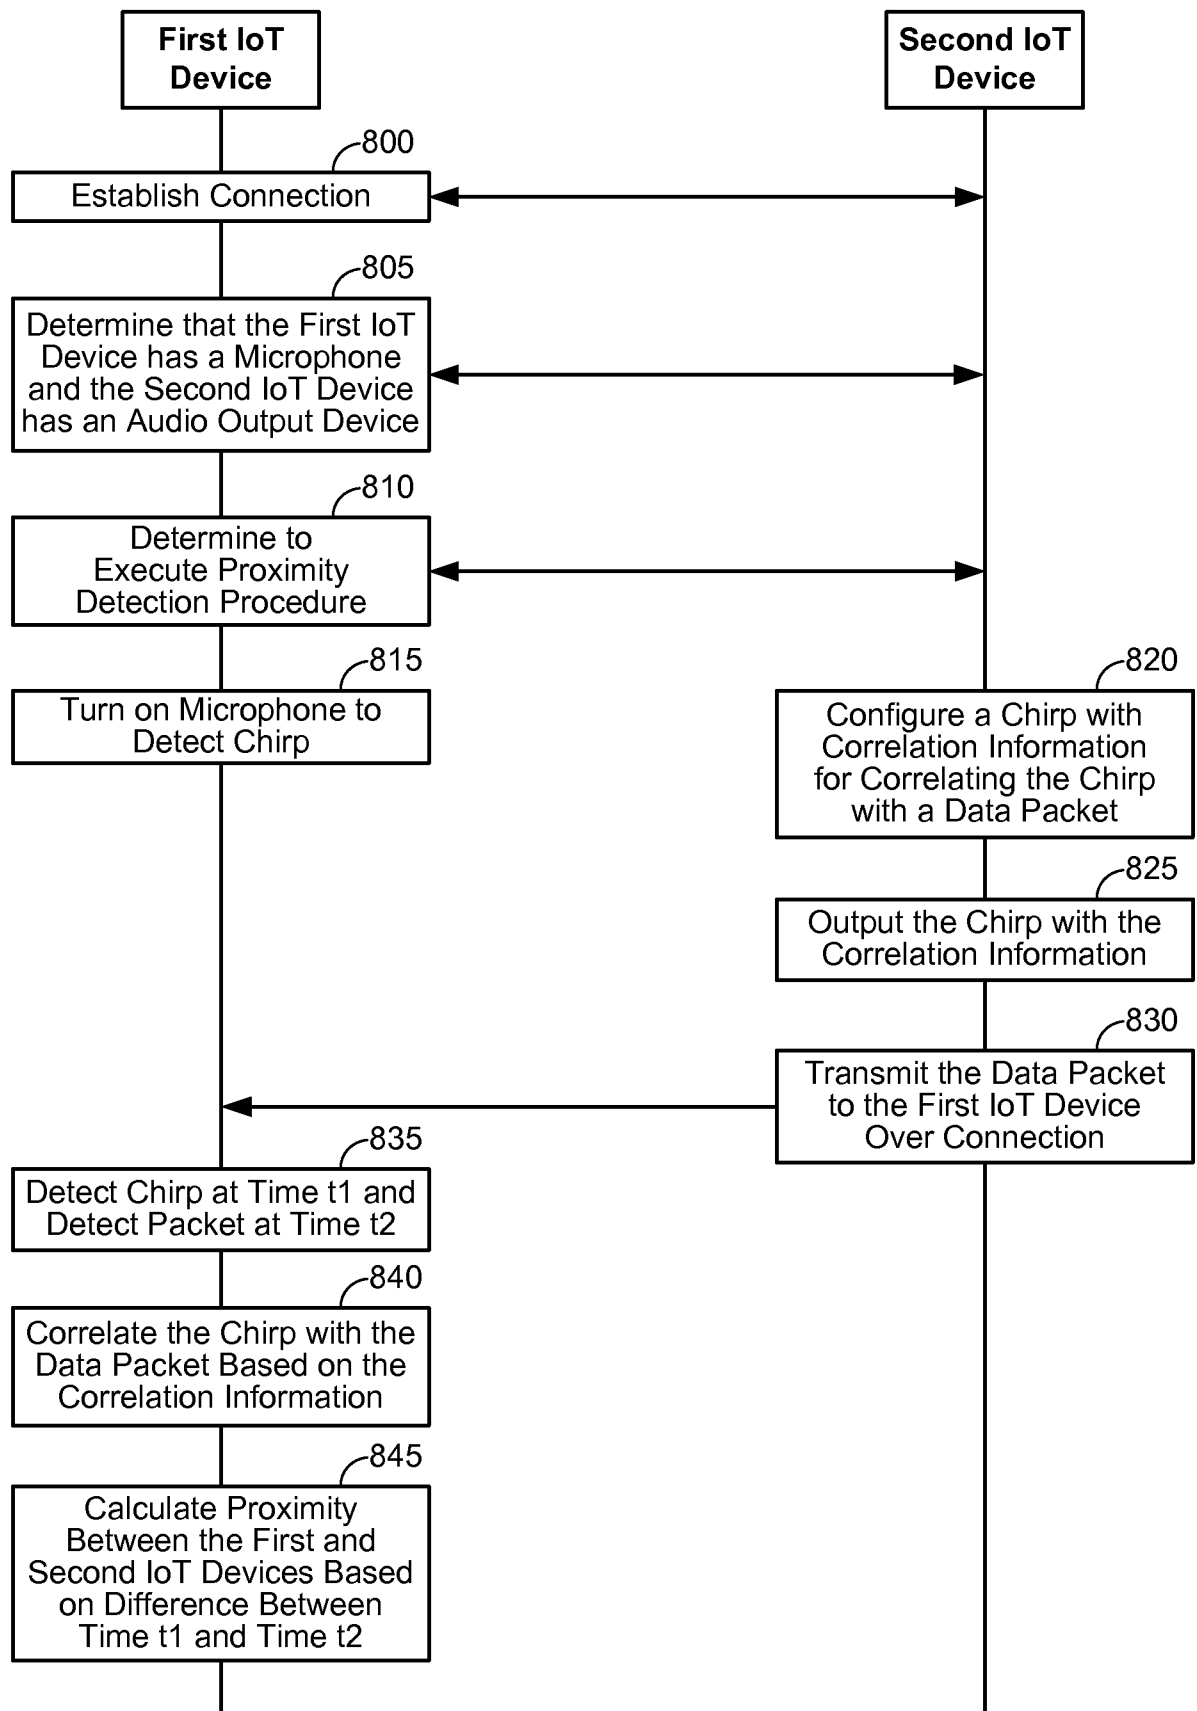 First IoT
Device
Second IoT
Device
800
Establish Connection
805
Determine that the First IoT
Device has a Microphone
and the Second IoT Device
has an Audio Output Device
810
Determine to
Execute Proximity
Detection Procedure
815
Turn on Microphone to
Detect Chirp
820
Configure a Chirp with
Correlation Information
for Correlating the Chirp
with a Data Packet
825
Output the Chirp with the
Correlation Information
830
Transmit the Data Packet
to the First IoT Device
Over Connection
835
Detect Chirp at Time t1 and
Detect Packet at Time t2
840
Correlate the Chirp with the
Data Packet Based on the
Correlation Information
845
Calculate Proximity
Between the First and
Second IoT Devices Based
on Difference Between
Time t1 and Time t2